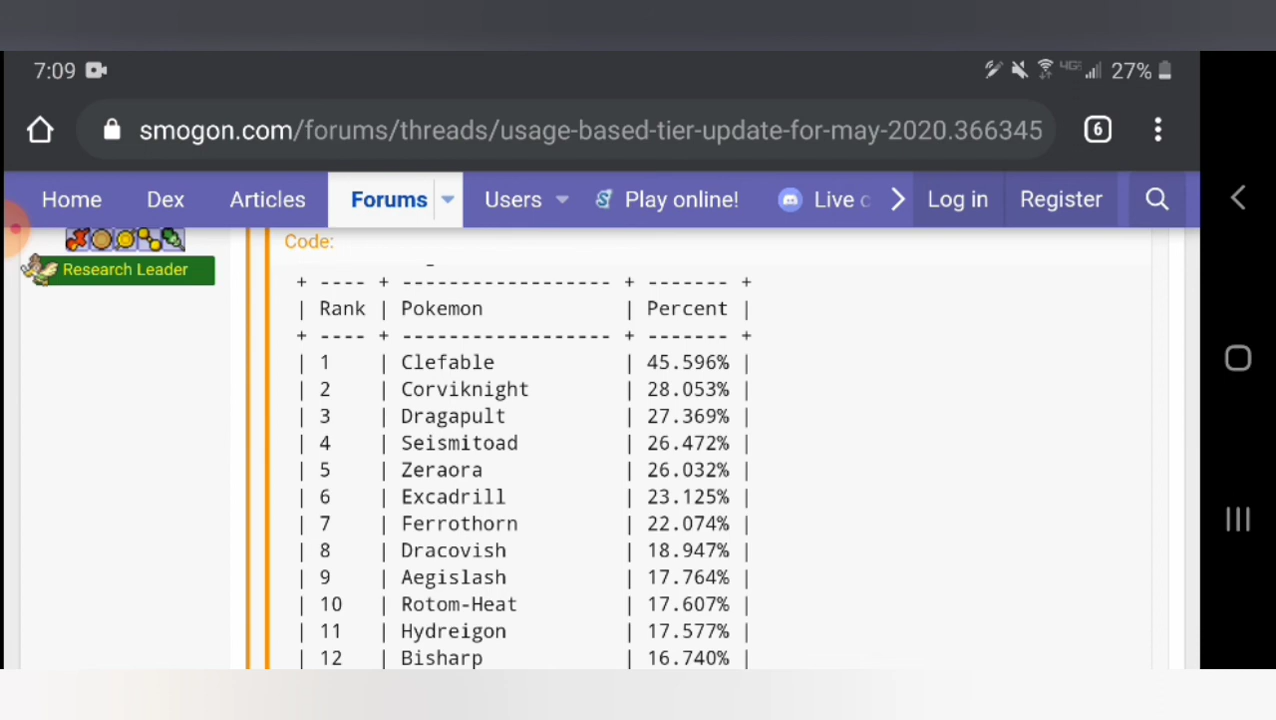 7:09 27%
smogon.com/forums/threads/usage-based-tier-update-for-may-2020.366345 6
Home Dex Articles Forums Users Play online! Live c Log in Register
Code:
Research Leader
+ ---- + ------------------ + ------- +
| Rank | Pokemon | Percent |
+ ---- + ------------------ + ------- +
| 1 | Clefable | 45.596% |
| 2 | Corviknight | 28.053% |
| 3 | Dragapult | 27.369% |
| 4 | Seismitoad | 26.472% |
| 5 | Zeraora | 26.032% |
| 6 | Excadrill | 23.125% |
| 7 | Ferrothorn | 22.074% |
| 8 | Dracovish | 18.947% |
| 9 | Aegislash | 17.764% |
| 10 | Rotom-Heat | 17.607% |
| 11 | Hydreigon | 17.577% |
| 12 | Bisharp | 16.740% |